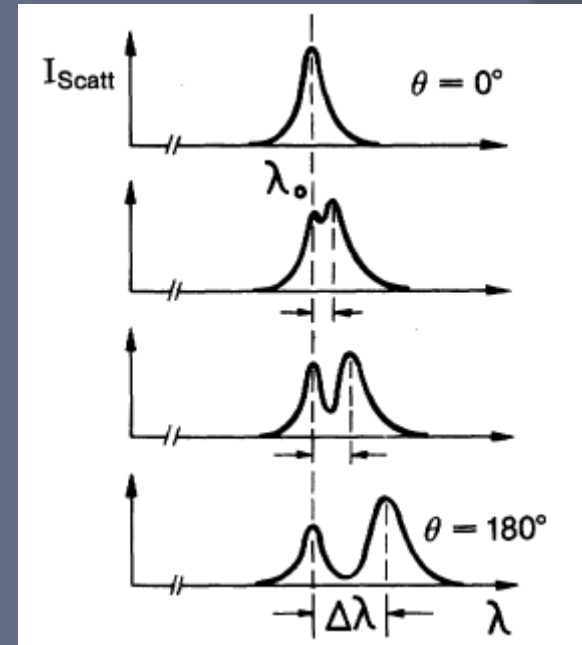 I_Scatt
θ = 0°
λ₀
θ = 180°
Δλ
λ